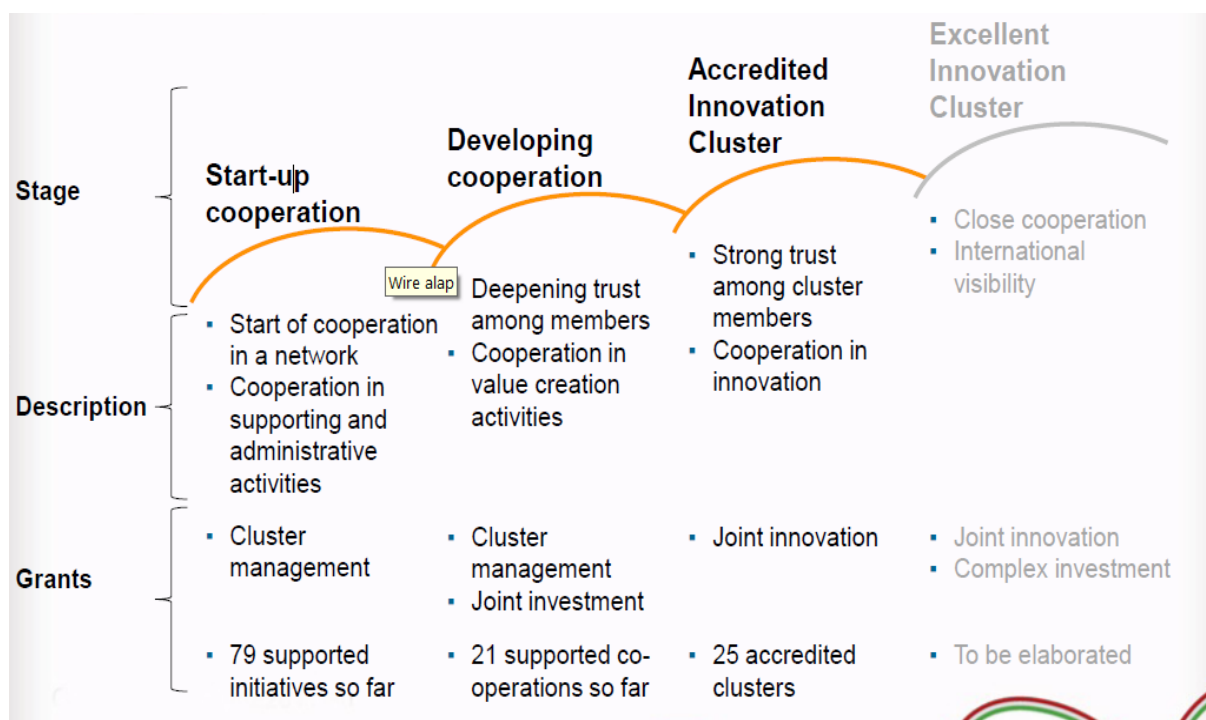 Excellent
Innovation
Cluster
Accredited
Innovation
Cluster
Developing
cooperation
Start-up
cooperation
Stage
Wire alap
▪ Close cooperation
▪ International
visibility
▪ Strong trust
among cluster
members
▪ Cooperation in
innovation
Deepening trust
among members
▪ Cooperation in
value creation
activities
▪ Start of cooperation
in a network
▪ Cooperation in
supporting and
administrative
activities
Description
▪ Cluster
management
▪ Cluster
management
▪ Joint investment
▪ Joint innovation
▪ Joint innovation
▪ Complex investment
Grants
▪ 79 supported
initiatives so far
▪ 21 supported co-
operations so far
▪ 25 accredited
clusters
▪ To be elaborated